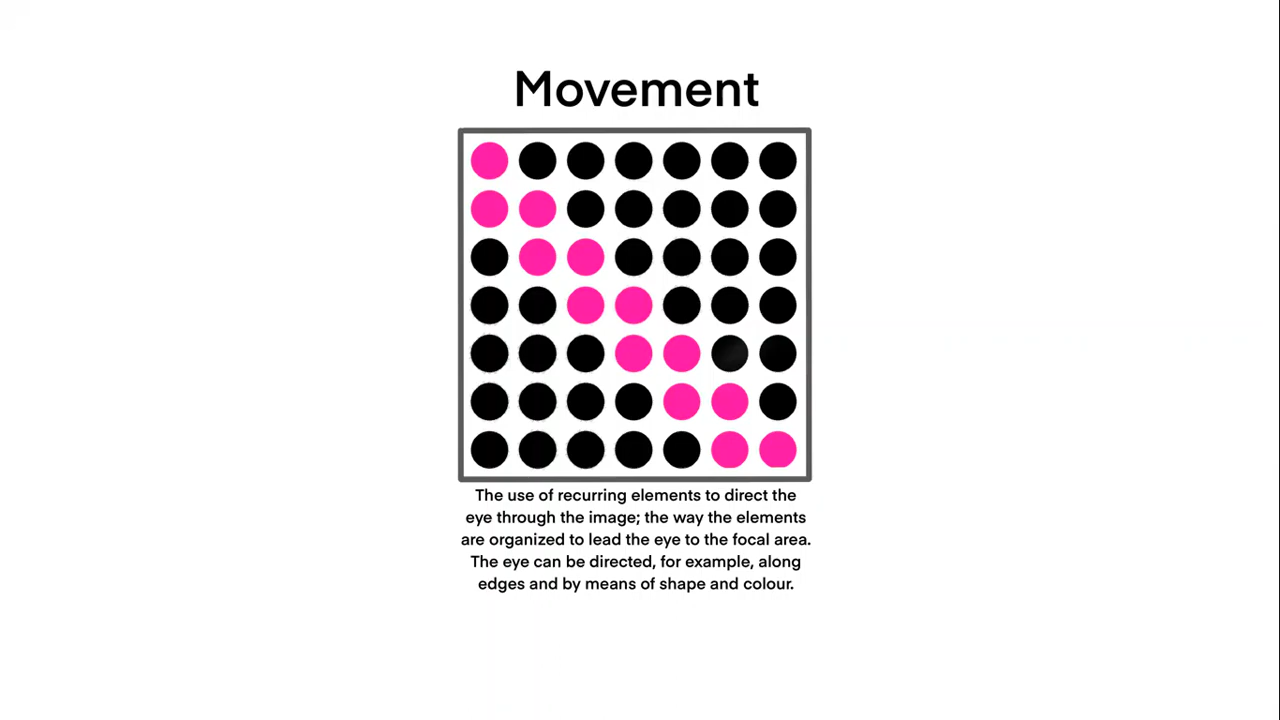 Movement
The use of recurring elements to direct the
eye through the image; the way the elements
are organized to lead the eye to the focal area.
The eye can be directed, for example, along
edges and by means of shape and colour.